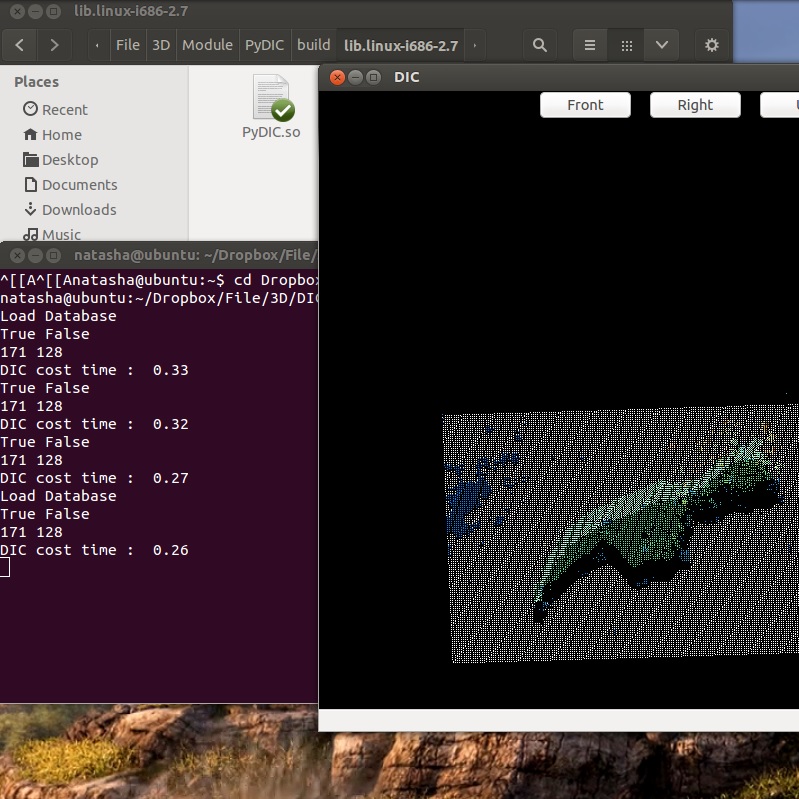 lib.linux-i686-2.7
File 3D Module PyDIC build lib.linux-i686-2.7
Places
Recent
Home
Desktop
Documents
Downloads
Music
PyDIC.so
DIC
Front Right
natasha@ubuntu: ~/Dropbox/File/
^[[A^[[Anatasha@ubuntu:~$ cd Dropbox
natasha@ubuntu:~/Dropbox/File/3D/DIC
Load Database
True False
171 128
DIC cost time :  0.33
True False
171 128
DIC cost time :  0.32
True False
171 128
DIC cost time :  0.27
Load Database
True False
171 128
DIC cost time :  0.26